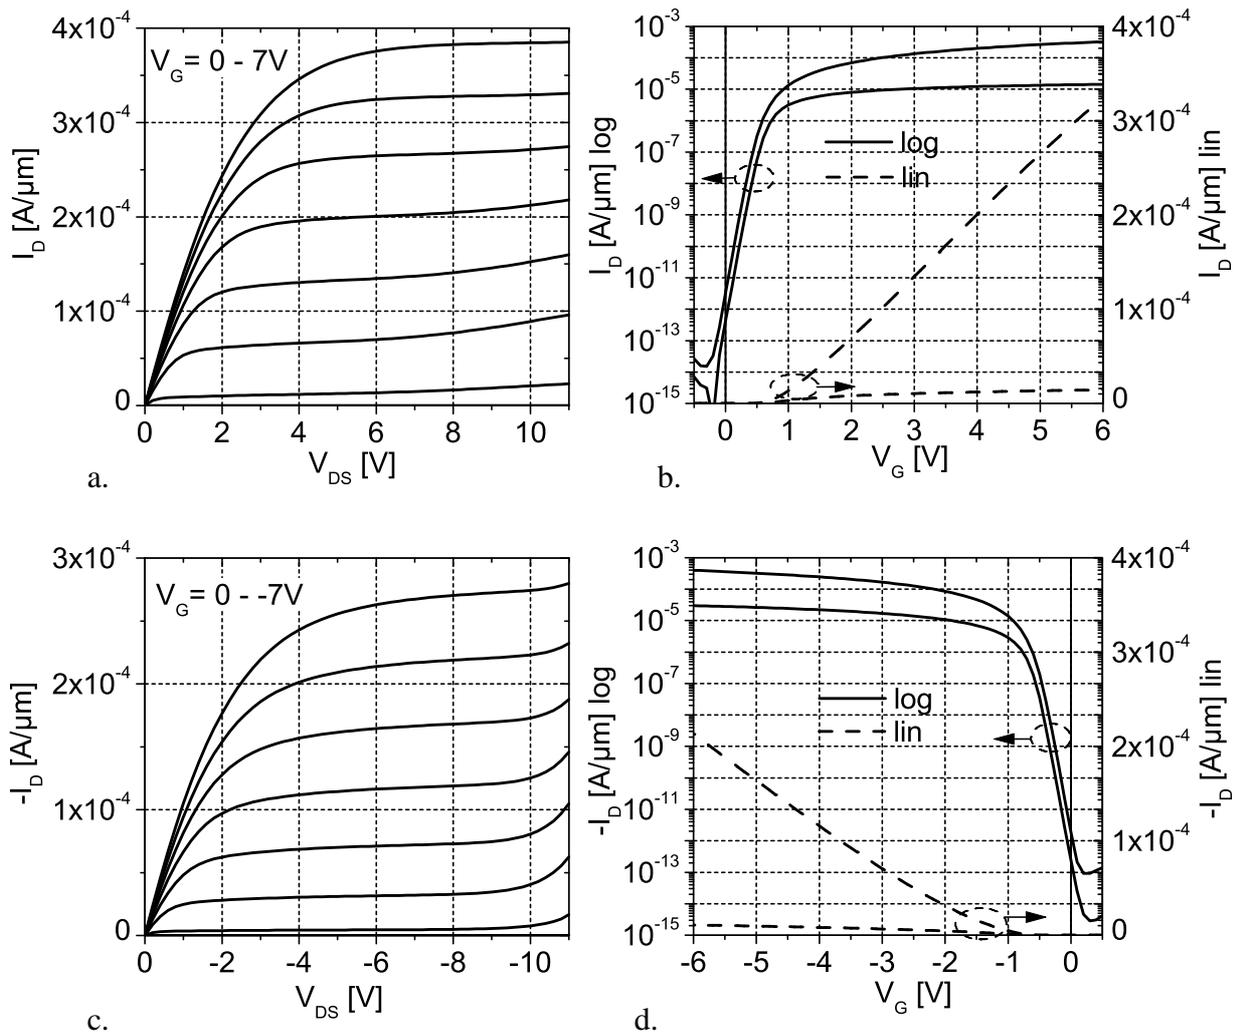 4x10⁻⁴
3x10⁻⁴
2x10⁻⁴
1x10⁻⁴
0
I_D [A/µm]
V_G= 0 - 7V
0 2 4 6 8 10
V_DS [V]
a.
10⁻³
10⁻⁵
10⁻⁷
10⁻⁹
10⁻¹¹
10⁻¹³
10⁻¹⁵
I_D [A/µm] log
log
lin
4x10⁻⁴
3x10⁻⁴
2x10⁻⁴
1x10⁻⁴
0
I_D [A/µm] lin
0 1 2 3 4 5 6
V_G [V]
b.
3x10⁻⁴
2x10⁻⁴
1x10⁻⁴
0
-I_D [A/µm]
V_G= 0 - -7V
0 -2 -4 -6 -8 -10
V_DS [V]
c.
10⁻³
10⁻⁵
10⁻⁷
10⁻⁹
10⁻¹¹
10⁻¹³
10⁻¹⁵
-I_D [A/µm] log
log
lin
4x10⁻⁴
3x10⁻⁴
2x10⁻⁴
1x10⁻⁴
0
-I_D [A/µm] lin
-6 -5 -4 -3 -2 -1 0
V_G [V]
d.